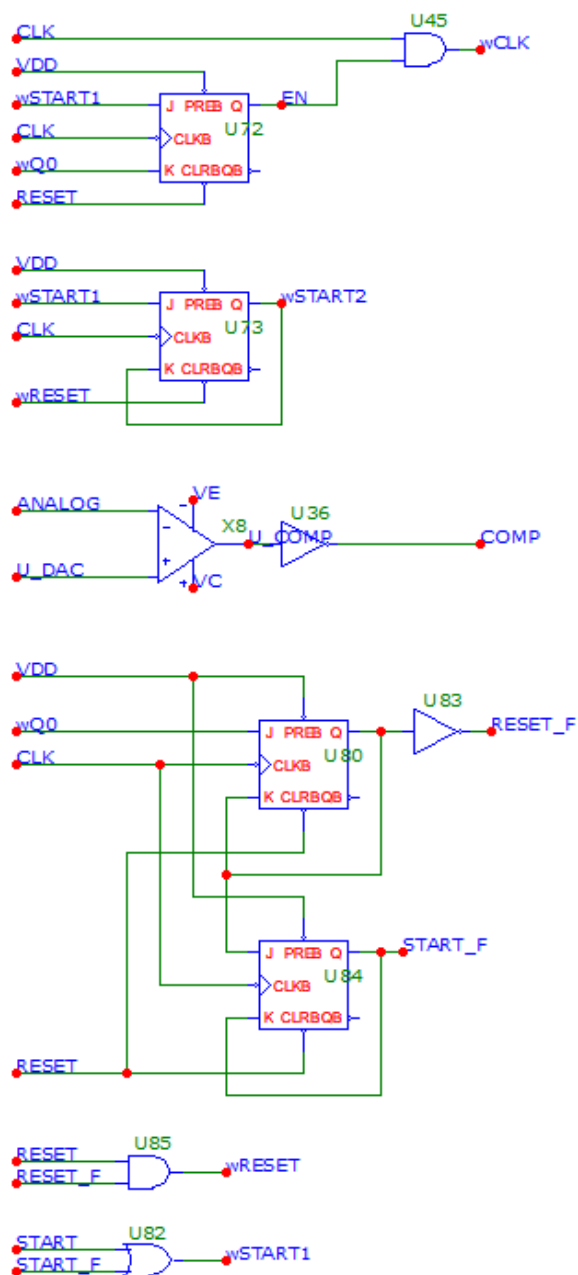 CLK
U45
wCLK
VDD
wSTART1
J PREB Q
EN
U72
CLK
CLKB
wQ0
K CLRBQB
RESET
VDD
wSTART1
J PREB Q
wSTART2
U73
CLK
CLKB
K CLRBQB
wRESET
ANALOG
-
-
VE
X8
U_COMP
U36
COMP
+
U_DAC
+
VC
VDD
U83
wQ0
J PREB Q
RESET_F
U80
CLK
CLKB
K CLRBQB
J PREB Q
START_F
U84
CLKB
K CLRBQB
RESET
U85
RESET
RESET_F
wRESET
U82
START
START_F
wSTART1